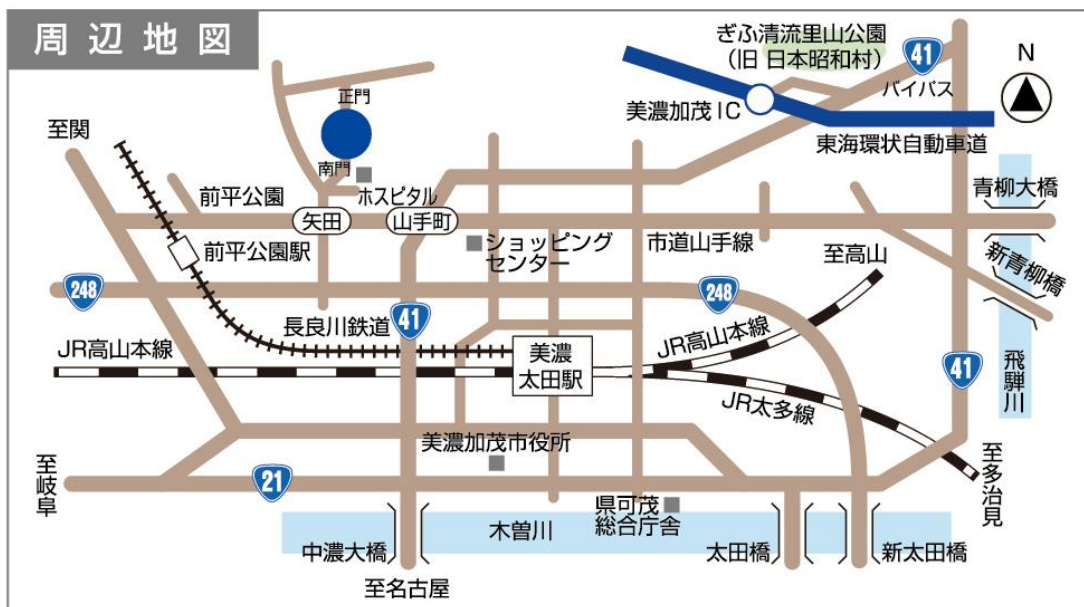 周辺地図
ぎふ清流里山公園
(旧 日本昭和村)
41
バイパス
N
正門
美濃加茂IC
東海環状自動車道
至関
南門
ホスピタル
前平公園
矢田
山手町
青柳大橋
前平公園駅
ショッピング
センター
市道山手線
至高山
新青柳橋
248
248
41
長良川鉄道
JR高山本線
美濃
太田駅
JR高山本線
JR太多線
41
飛騨川
美濃加茂市役所
至岐阜
21
至多治見
県可茂
総合庁舎
中濃大橋
木曽川
太田橋
新太田橋
至名古屋